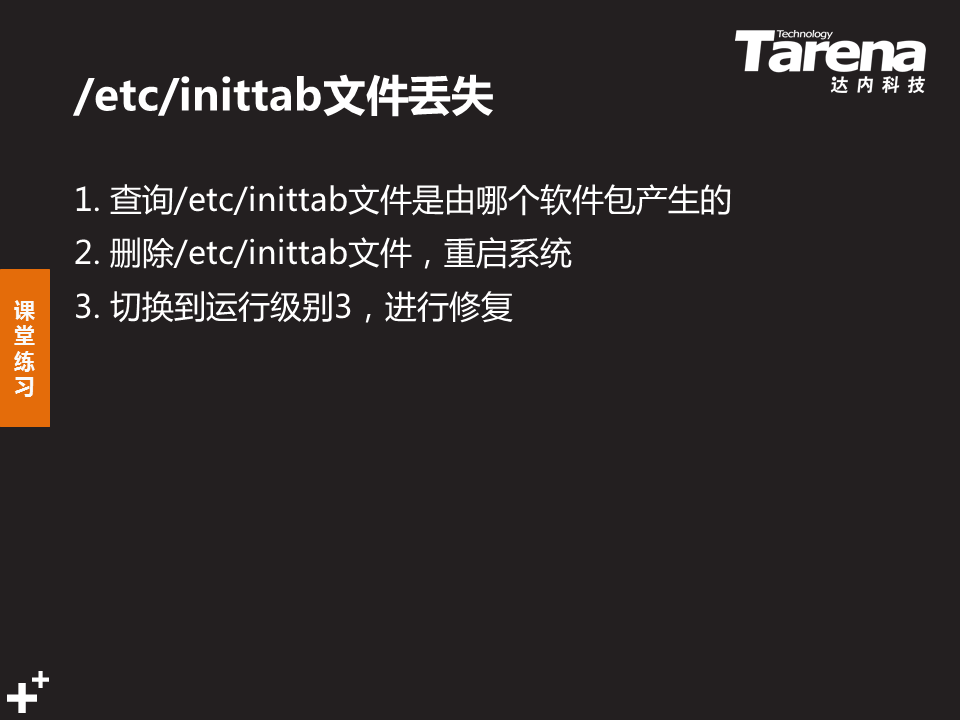 Technology
Tarena
达内科技
/etc/inittab文件丢失
1. 查询/etc/inittab文件是由哪个软件包产生的
2. 删除/etc/inittab文件，重启系统
3. 切换到运行级别3，进行修复
课
堂
练
习